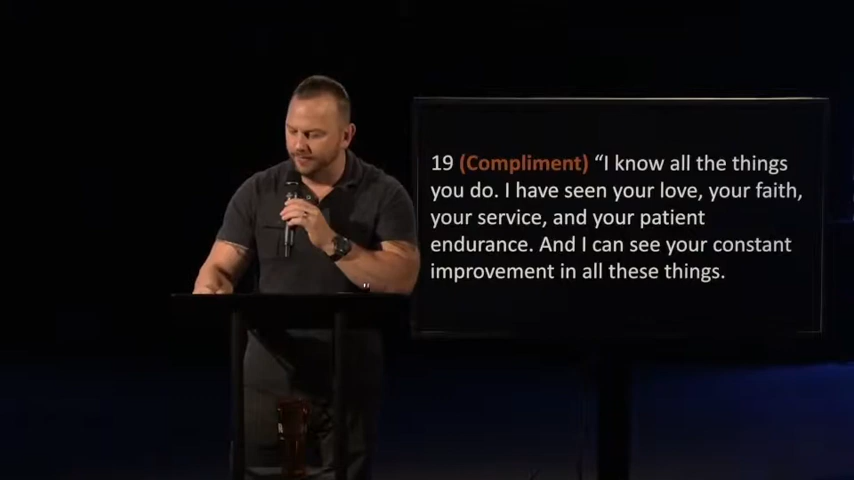 19 (Compliment) “I know all the things
you do. I have seen your love, your faith,
your service, and your patient
endurance. And I can see your constant
improvement in all these things.